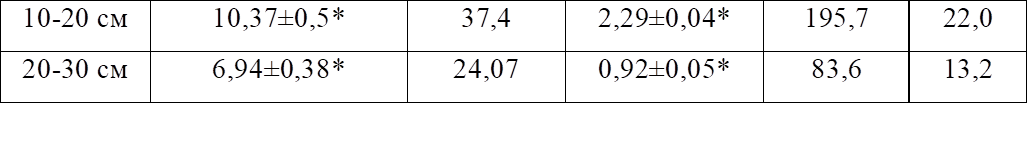 10-20 см 10,37±0,5* 37,4 2,29±0,04* 195,7 22,0
20-30 см 6,94±0,38* 24,07 0,92±0,05* 83,6 13,2